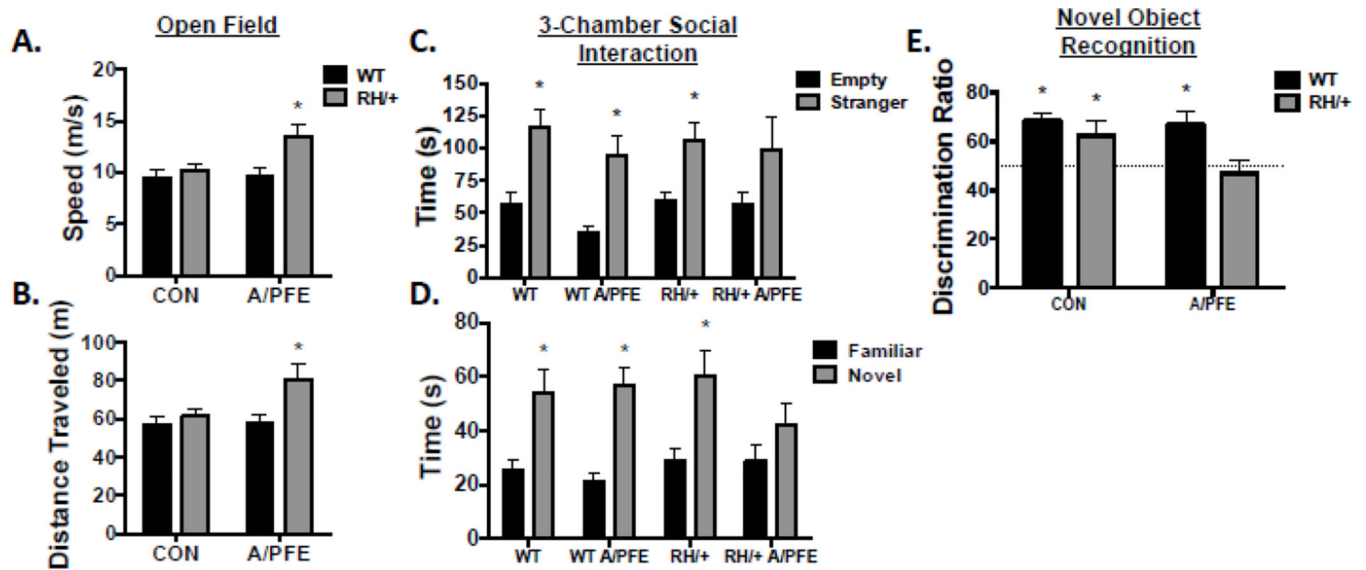 A.
Open Field
Speed (m/s)
20
15
10
5
0
CON
A/PFE
WT
RH/+
*
B.
Distance Traveled (m)
100
80
60
40
20
0
CON
A/PFE
*
C.
3-Chamber Social
Interaction
Time (s)
150
125
100
75
50
25
0
* * *
WT
WT A/PFE
RH/+
RH/+ A/PFE
Empty
Stranger
D.
Time (s)
80
60
40
20
0
* * *
WT
WT A/PFE
RH/+
RH/+ A/PFE
Familiar
Novel
E.
Novel Object
Recognition
Discrimination Ratio
80
60
40
20
0
* * *
CON
A/PFE
WT
RH/+